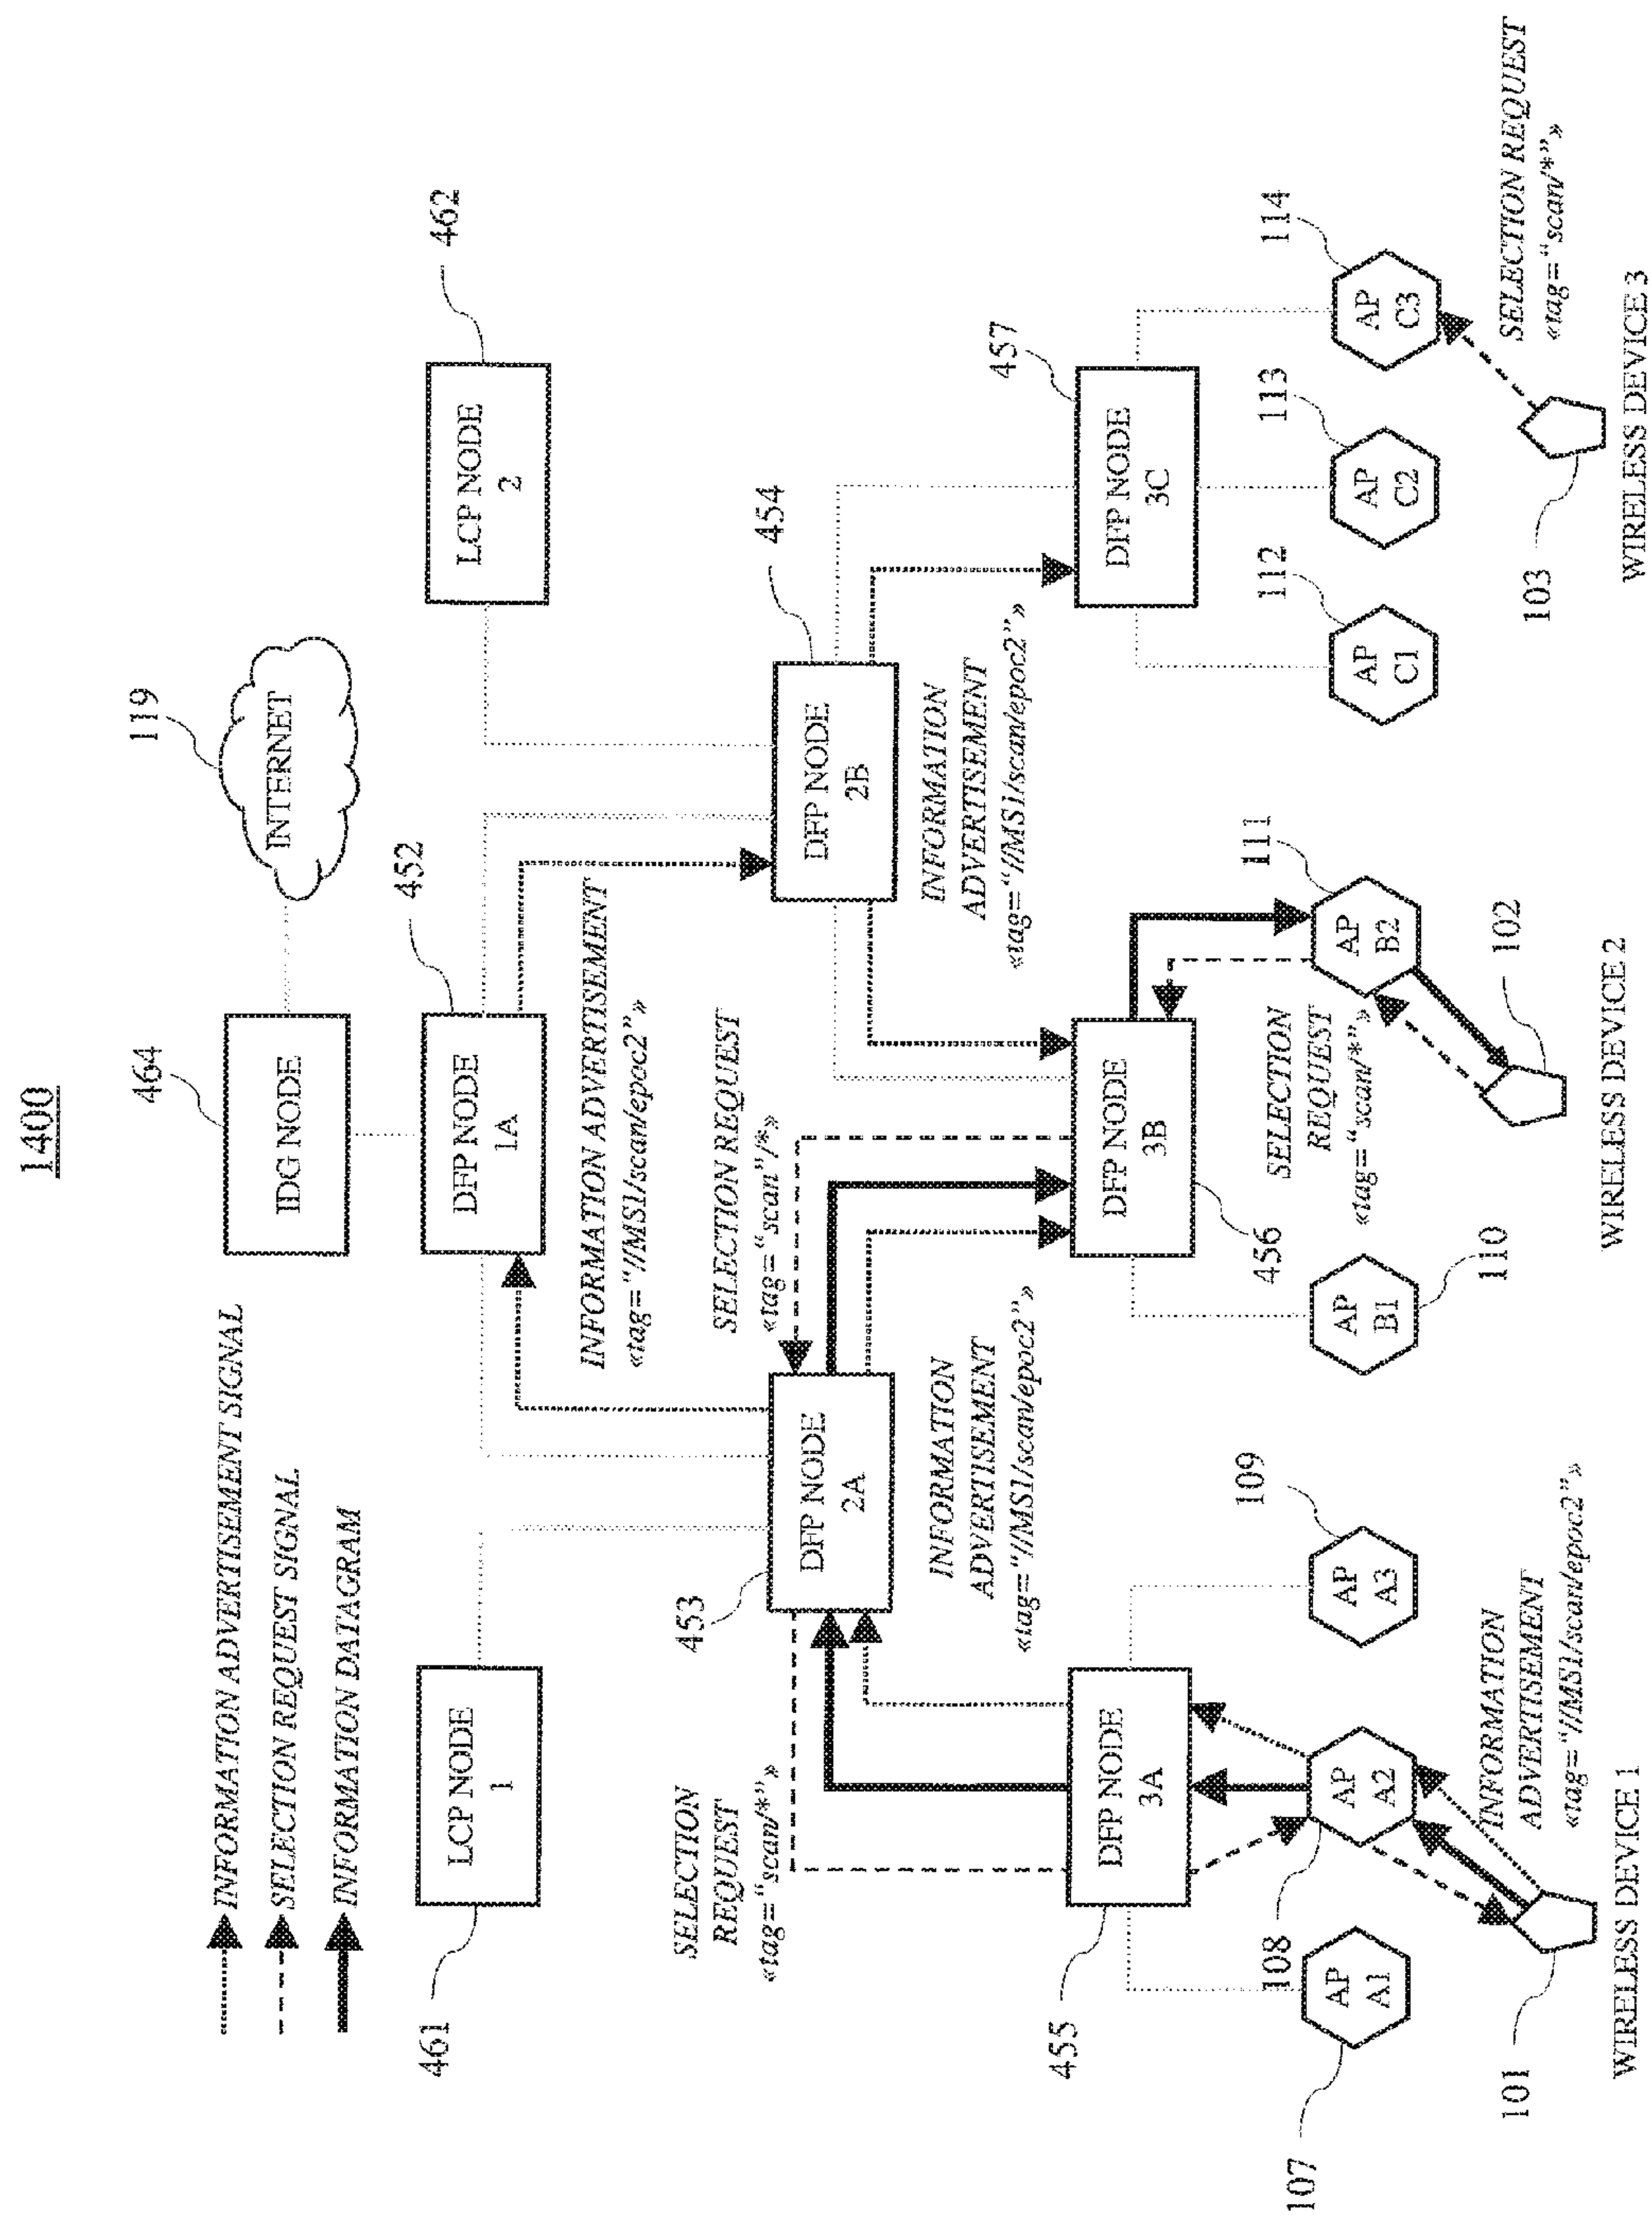 1400
INFORMATION ADVERTISEMENT SIGNAL
SELECTION REQUEST SIGNAL
INFORMATION DATAGRAM
464
IDG NODE
119
INTERNET
461
LCP NODE
1
452
DFP NODE
1A
462
LCP NODE
2
INFORMATION ADVERTISEMENT
«tag="//MS1/scan/epoc2"»
SELECTION
REQUEST
«tag="scan/*"»
453
DFP NODE
2A
SELECTION REQUEST
«tag="scan"/*»
454
DFP NODE
2B
INFORMATION
ADVERTISEMENT
«tag="//MS1/scan/epoc2"»
INFORMATION
ADVERTISEMENT
«tag="//MS1/scan/epoc2"»
455
DFP NODE
3A
456
DFP NODE
3B
457
DFP NODE
3C
107
AP
A1
108
AP
A2
109
AP
A3
110
AP
B1
SELECTION
REQUEST
«tag="scan/*"»
111
AP
B2
112
AP
C1
113
AP
C2
114
AP
C3
INFORMATION
ADVERTISEMENT
«tag="//MS1/scan/epoc2"»
SELECTION REQUEST
«tag="scan/*"»
101
WIRELESS DEVICE 1
102
WIRELESS DEVICE 2
103
WIRELESS DEVICE 3